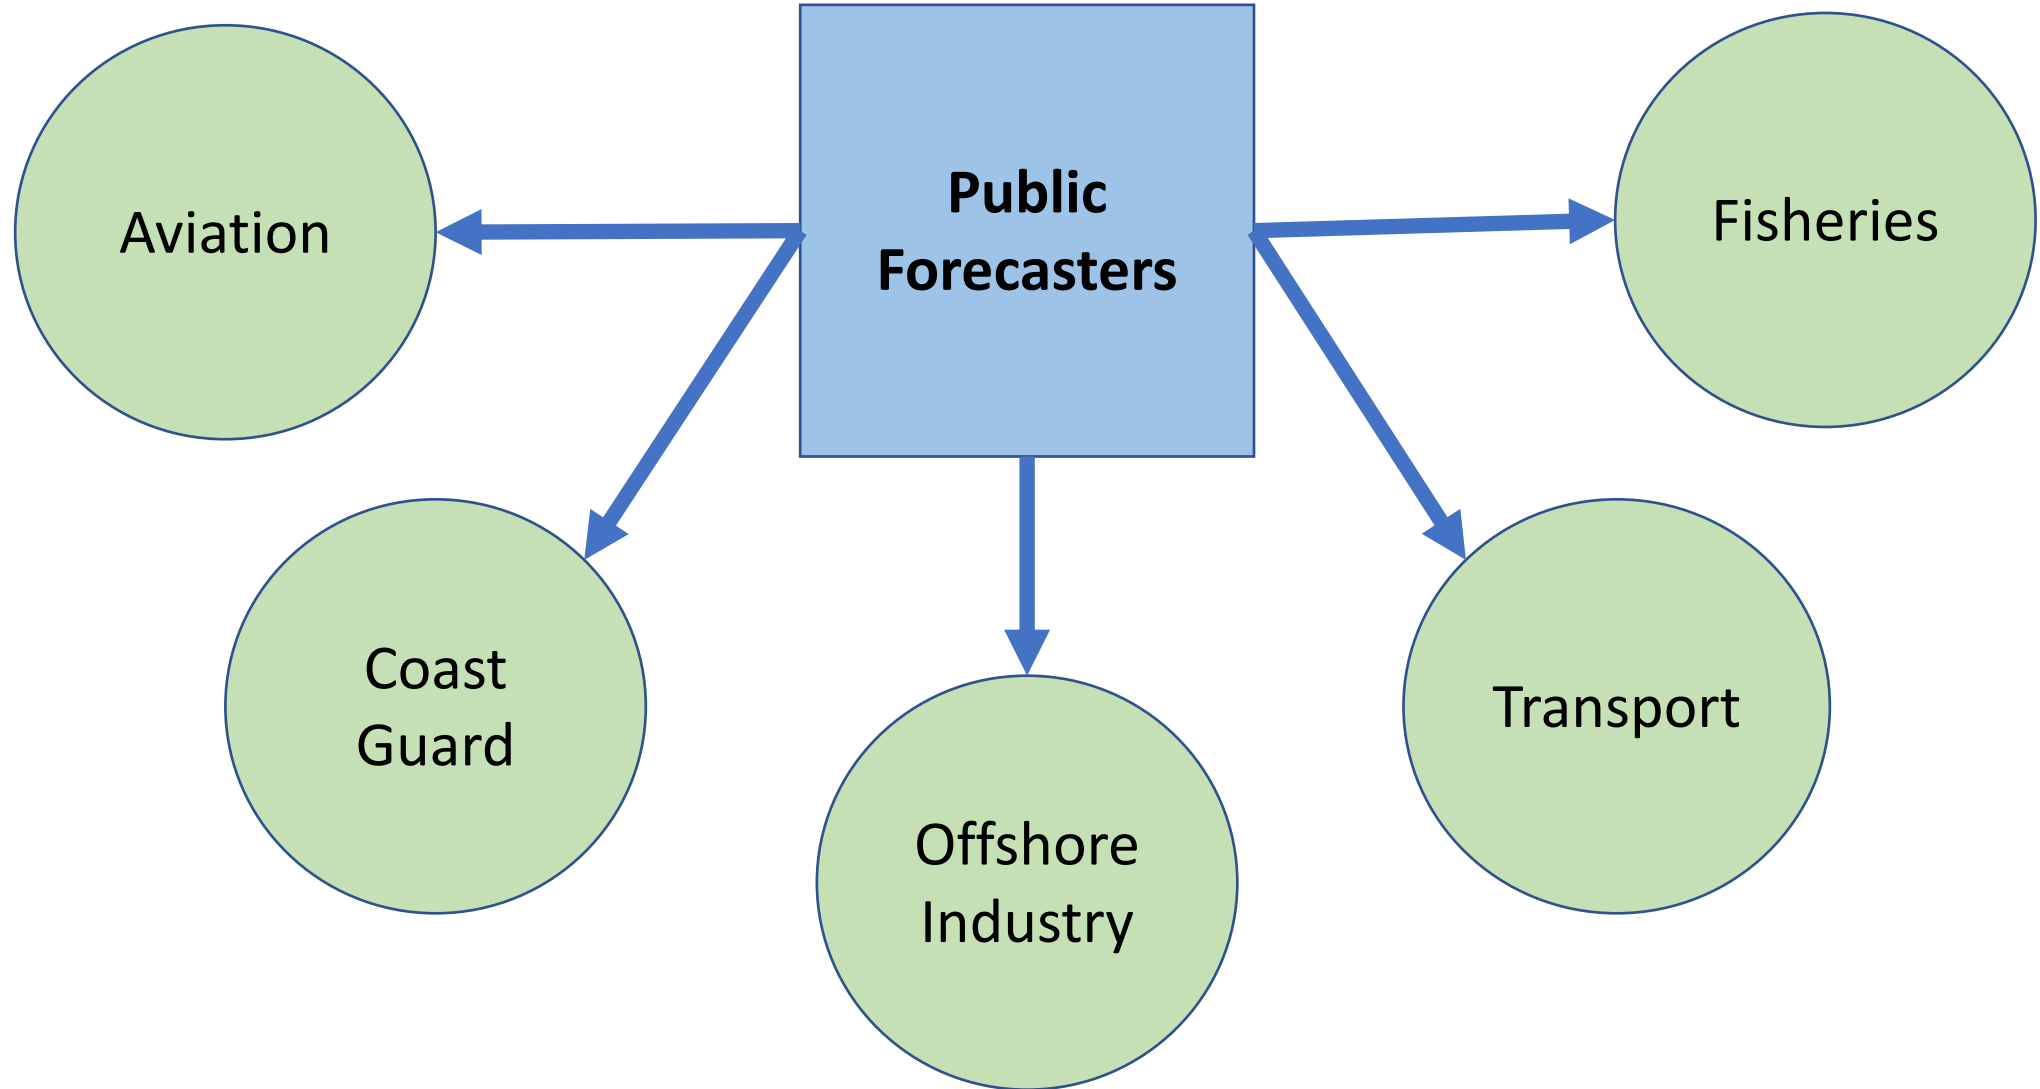 Public
Forecasters
Aviation
Fisheries
Coast
Guard
Transport
Offshore
Industry